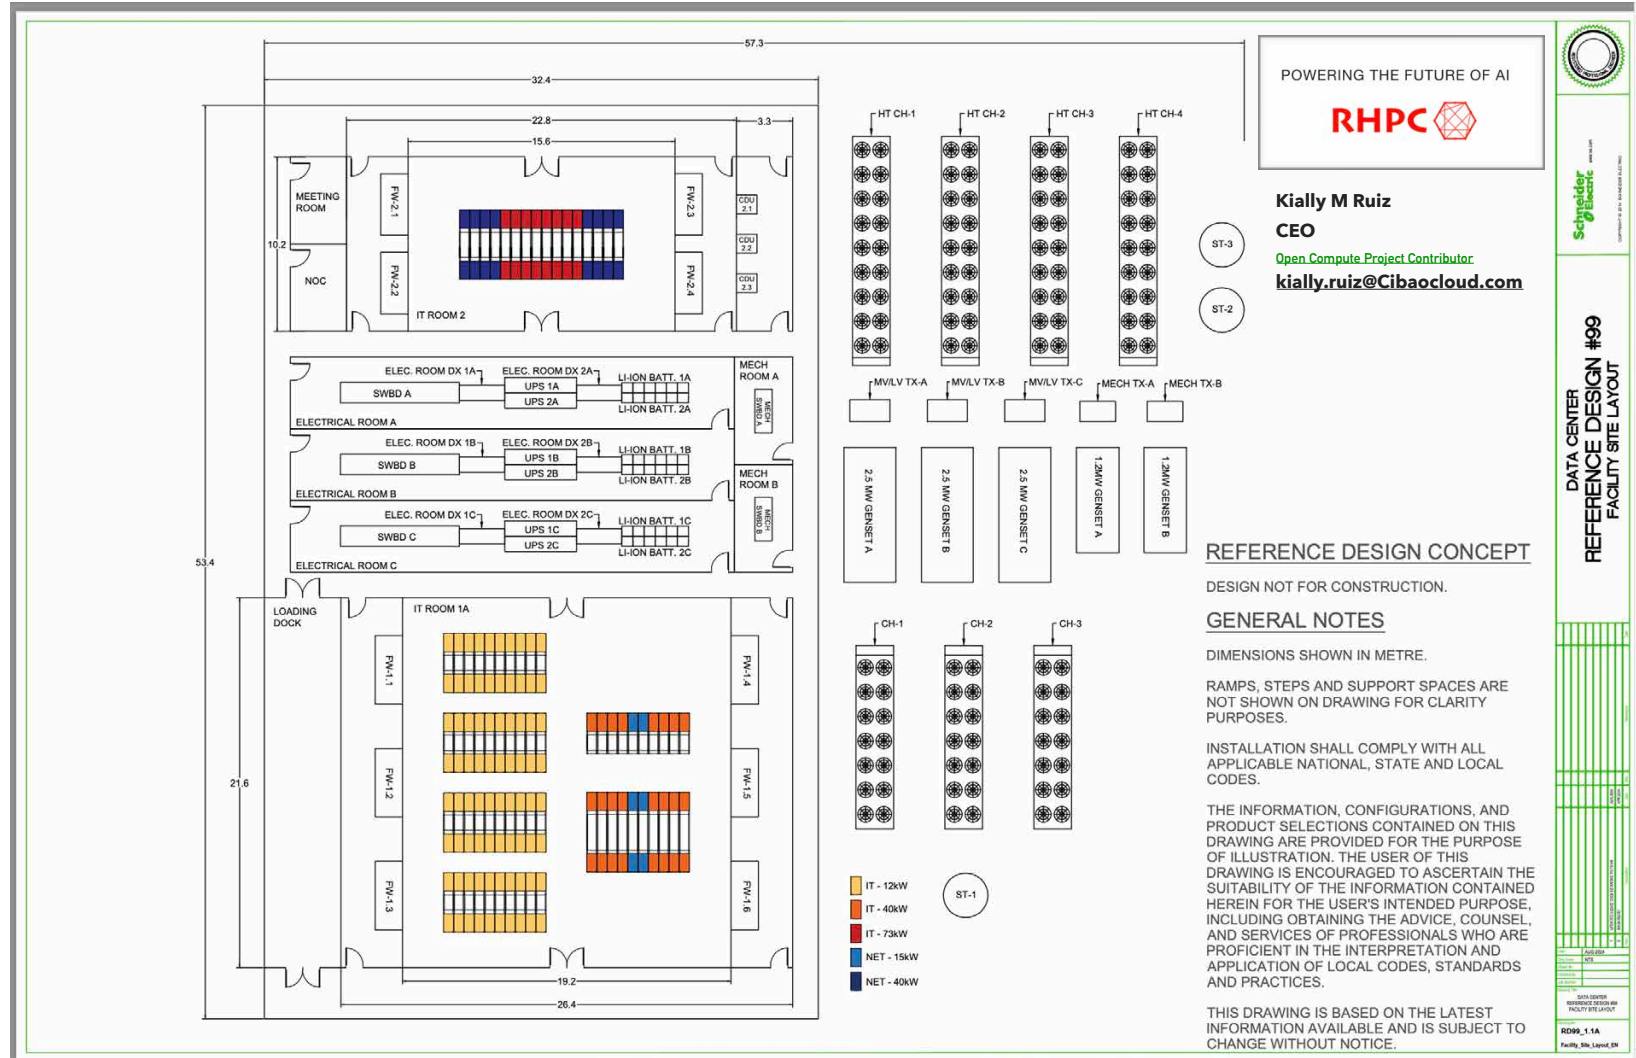 57.3
32.4
22.8
3.3
15.6
HT CH-1
HT CH-2
HT CH-3
HT CH-4
POWERING THE FUTURE OF AI
RHPC
Kially M Ruiz
CEO
Open Compute Project Contributor
kially.ruiz@Cibaocloud.com
MEETING
ROOM
NOC
10.2
FW-2.1
FW-2.2
FW-2.3
FW-2.4
CDU
2.1
CDU
2.2
CDU
2.3
IT ROOM 2
ST-3
ST-2
ELEC. ROOM DX 1A
ELEC. ROOM DX 2A
SWBD A
UPS 1A
UPS 2A
LI-ION BATT. 1A
LI-ION BATT. 2A
ELECTRICAL ROOM A
MECH
ROOM A
MECH
SWBD A
ELEC. ROOM DX 1B
ELEC. ROOM DX 2B
SWBD B
UPS 1B
UPS 2B
LI-ION BATT. 1B
LI-ION BATT. 2B
ELECTRICAL ROOM B
MECH
ROOM B
MECH
SWBD B
ELEC. ROOM DX 1C
ELEC. ROOM DX 2C
SWBD C
UPS 1C
UPS 2C
LI-ION BATT. 1C
LI-ION BATT. 2C
ELECTRICAL ROOM C
MV/LV TX-A
MV/LV TX-B
MV/LV TX-C
MECH TX-A
MECH TX-B
2.5 MW GENSET A
2.5 MW GENSET B
2.5 MW GENSET C
1.2MW GENSET A
1.2MW GENSET B
53.4
LOADING
DOCK
IT ROOM 1A
21.6
FW-1.1
FW-1.2
FW-1.3
FW-1.4
FW-1.5
FW-1.6
19.2
26.4
CH-1
CH-2
CH-3
IT - 12kW
IT - 40kW
IT - 73kW
NET - 15kW
NET - 40kW
ST-1
REFERENCE DESIGN CONCEPT
DESIGN NOT FOR CONSTRUCTION.
GENERAL NOTES
DIMENSIONS SHOWN IN METRE.
RAMPS, STEPS AND SUPPORT SPACES ARE
NOT SHOWN ON DRAWING FOR CLARITY
PURPOSES.
INSTALLATION SHALL COMPLY WITH ALL
APPLICABLE NATIONAL, STATE AND LOCAL
CODES.
THE INFORMATION, CONFIGURATIONS, AND
PRODUCT SELECTIONS CONTAINED ON THIS
DRAWING ARE PROVIDED FOR THE PURPOSE
OF ILLUSTRATION. THE USER OF THIS
DRAWING IS ENCOURAGED TO ASCERTAIN THE
SUITABILITY OF THE INFORMATION CONTAINED
HEREIN FOR THE USER'S INTENDED PURPOSE,
INCLUDING OBTAINING THE ADVICE, COUNSEL,
AND SERVICES OF PROFESSIONALS WHO ARE
PROFICIENT IN THE INTERPRETATION AND
APPLICATION OF LOCAL CODES, STANDARDS
AND PRACTICES.
THIS DRAWING IS BASED ON THE LATEST
INFORMATION AVAILABLE AND IS SUBJECT TO
CHANGE WITHOUT NOTICE.
Schneider
Electric
DATA CENTER
REFERENCE DESIGN #99
FACILITY SITE LAYOUT
AUG 2024
NTS
DATA CENTER
REFERENCE DESIGN #99
FACILITY SITE LAYOUT
RD99_1.1A
Facility_Site_Layout_EN